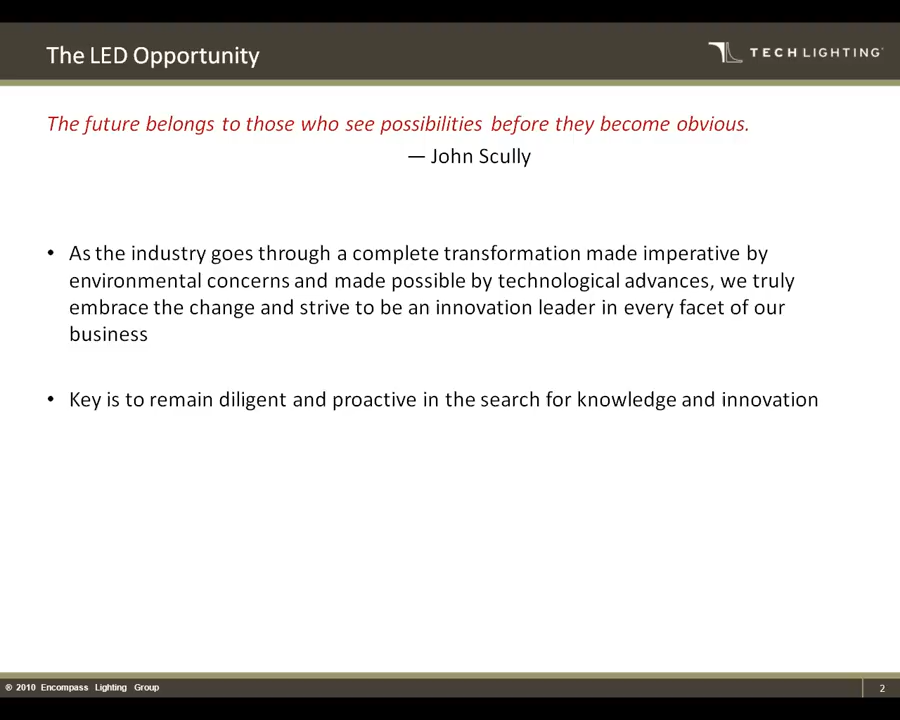 The LED Opportunity
TECH LIGHTING
The future belongs to those who see possibilities before they become obvious.
— John Scully
• As the industry goes through a complete transformation made imperative by
environmental concerns and made possible by technological advances, we truly
embrace the change and strive to be an innovation leader in every facet of our
business
• Key is to remain diligent and proactive in the search for knowledge and innovation
® 2010 Encompass Lighting Group
2